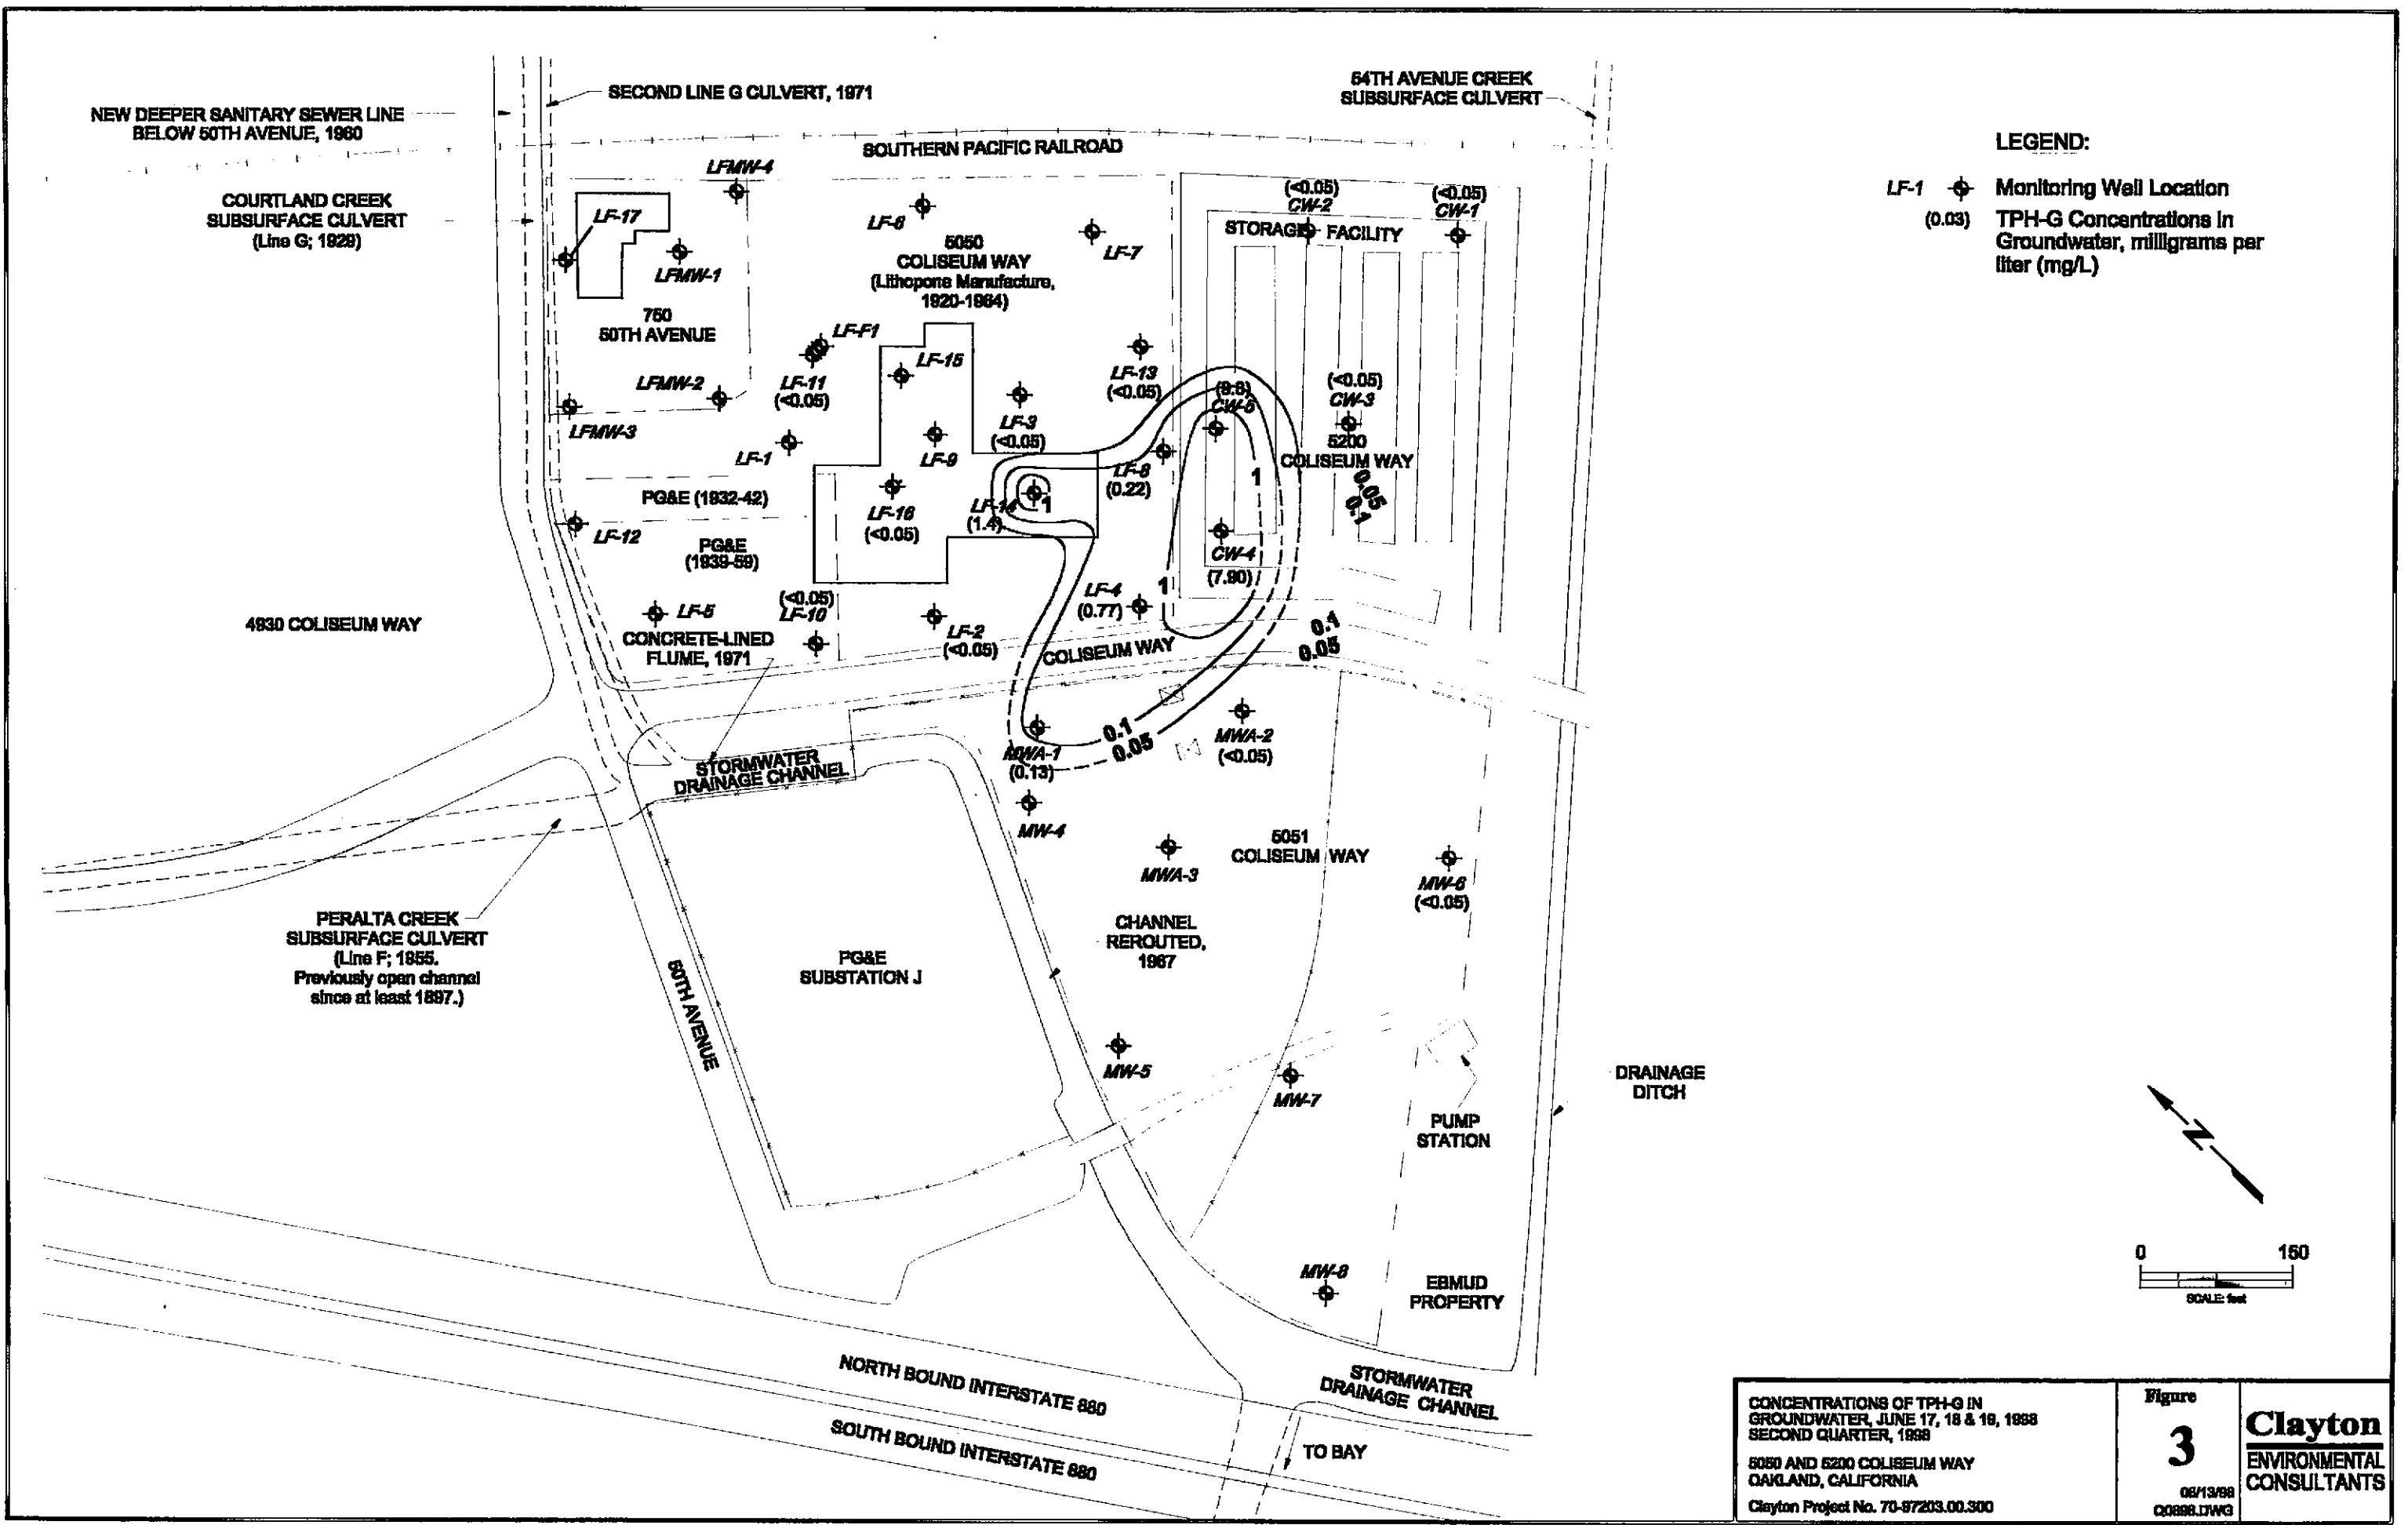 SECOND LINE G CULVERT, 1971
NEW DEEPER SANITARY SEWER LINE
BELOW 50TH AVENUE, 1960
54TH AVENUE CREEK
SUBSURFACE CULVERT
SOUTHERN PACIFIC RAILROAD
COURTLAND CREEK
SUBSURFACE CULVERT
(Line G; 1929)
LEGEND:
LF-1
Monitoring Well Location
(0.03)
TPH-G Concentrations in
Groundwater, milligrams per
liter (mg/L)
LFMW-4
LF-17
LFMW-1
750
50TH AVENUE
LF-6
5050
COLISEUM WAY
(Lithopone Manufacture,
1920-1964)
LF-7
(<0.05)
CW-2
(<0.05)
CW-1
STORAGE FACILITY
LF-F1
LF-11
(<0.05)
LF-15
LFMW-2
LFMW-3
LF-1
LF-9
LF-3
(<0.05)
LF-13
(<0.05)
CW-5
(<0.05)
CW-3
5200
COLISEUM WAY
0.05
0.1
LF-8
(0.22)
1
PG&E (1932-42)
LF-16
(<0.05)
LF-14
(1.4)
1
LF-12
PG&E
(1939-59)
CW-4
(7.90)
LF-4
(0.77)
1
LF-5
(<0.05)
LF-10
LF-2
(<0.05)
4930 COLISEUM WAY
CONCRETE-LINED
FLUME, 1971
COLISEUM WAY
0.1
0.05
0.1
0.05
MWA-1
(0.13)
MWA-2
(<0.05)
STORMWATER
DRAINAGE CHANNEL
MW-4
MWA-3
5051
COLISEUM WAY
MW-6
(<0.05)
PERALTA CREEK
SUBSURFACE CULVERT
(Line F; 1955.
Previously open channel
since at least 1897.)
50TH AVENUE
PG&E
SUBSTATION J
CHANNEL
REROUTED,
1967
MW-5
MW-7
PUMP
STATION
DRAINAGE
DITCH
N
0 150
SCALE: feet
MW-8
EBMUD
PROPERTY
NORTH BOUND INTERSTATE 880
SOUTH BOUND INTERSTATE 880
STORMWATER
DRAINAGE CHANNEL
TO BAY
CONCENTRATIONS OF TPH-G IN
GROUNDWATER, JUNE 17, 18 & 19, 1998
SECOND QUARTER, 1998
5050 AND 5200 COLISEUM WAY
OAKLAND, CALIFORNIA
Clayton Project No. 70-97203.00.300
Figure
3
Clayton
ENVIRONMENTAL
CONSULTANTS